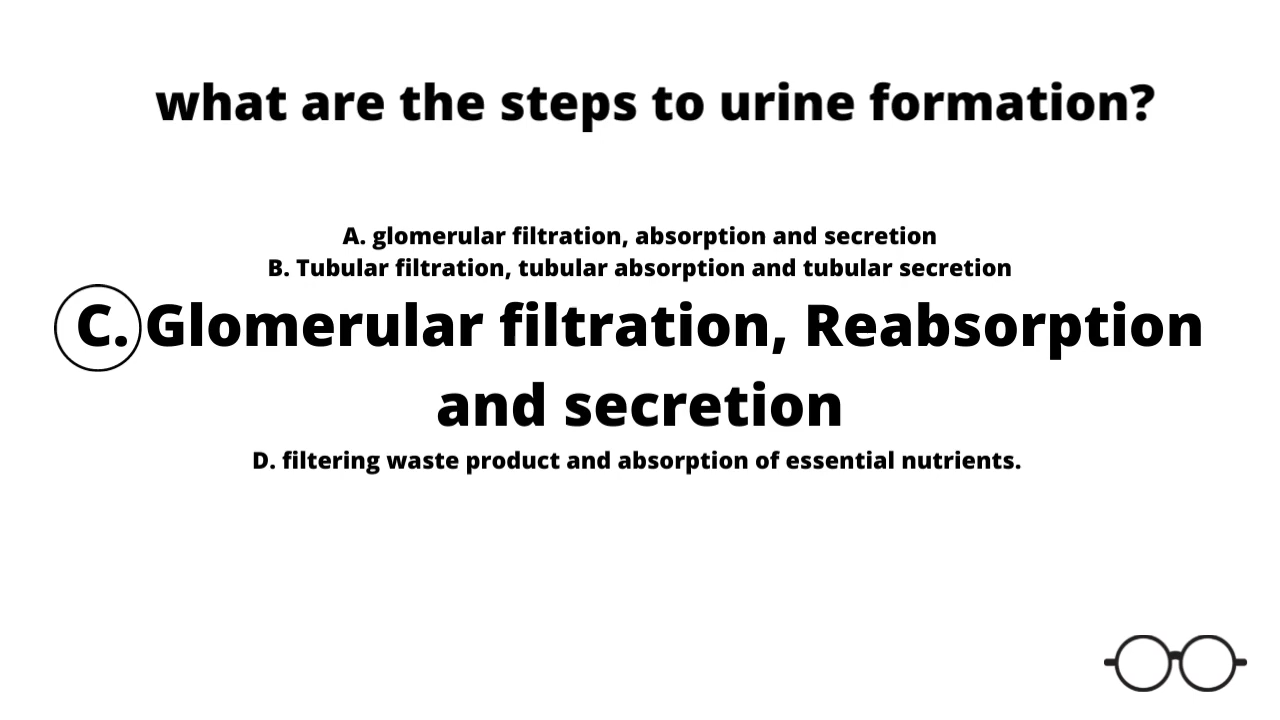 what are the steps to urine formation?
A. glomerular filtration, absorption and secretion
B. Tubular filtration, tubular absorption and tubular secretion
C. Glomerular filtration, Reabsorption
and secretion
D. filtering waste product and absorption of essential nutrients.